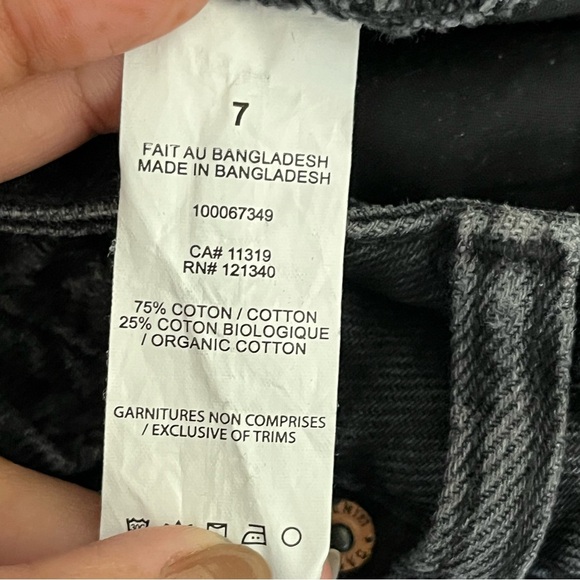 7
FAIT AU BANGLADESH
MADE IN BANGLADESH
100067349
CA# 11319
RN# 121340
75% COTON / COTTON
25% COTON BIOLOGIQUE
/ ORGANIC COTTON
GARNITURES NON COMPRISES
/ EXCLUSIVE OF TRIMS
30C